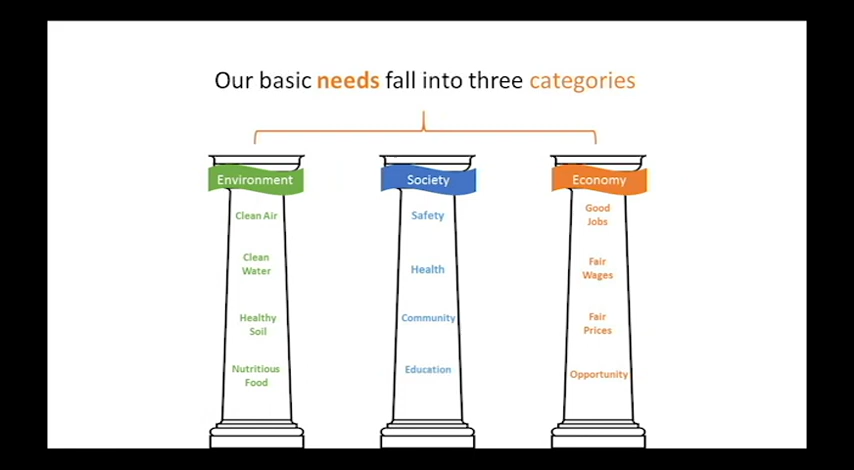 Our basic needs fall into three categories
Environment
Clean Air
Clean
Water
Healthy
Soil
Nutritious
Food
Society
Safety
Health
Community
Education
Economy
Good
Jobs
Fair
Wages
Fair
Prices
Opportunity